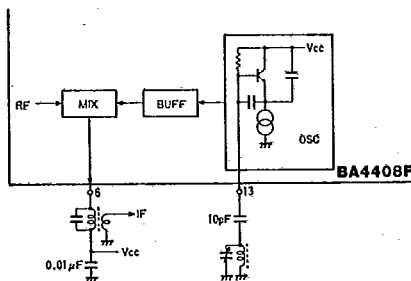 Vcc
RF
MIX
BUFF
OSC
BA4408F
6
13
IF
10pF
Vcc
0.01μF